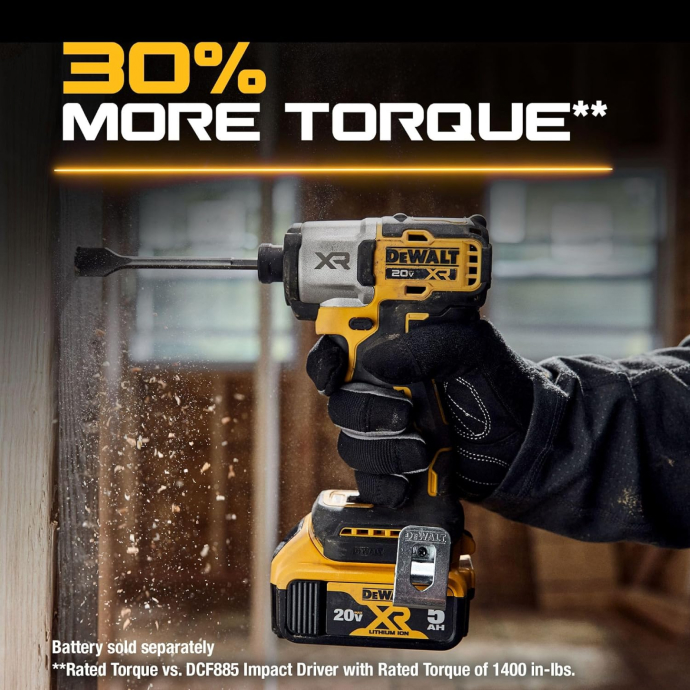 30%
MORE TORQUE**
XR
DEWALT
20V XR
DEWALT
DEWALT
20V XR 5 AH
LITHIUM ION
Battery sold separately
**Rated Torque vs. DCF885 Impact Driver with Rated Torque of 1400 in-lbs.